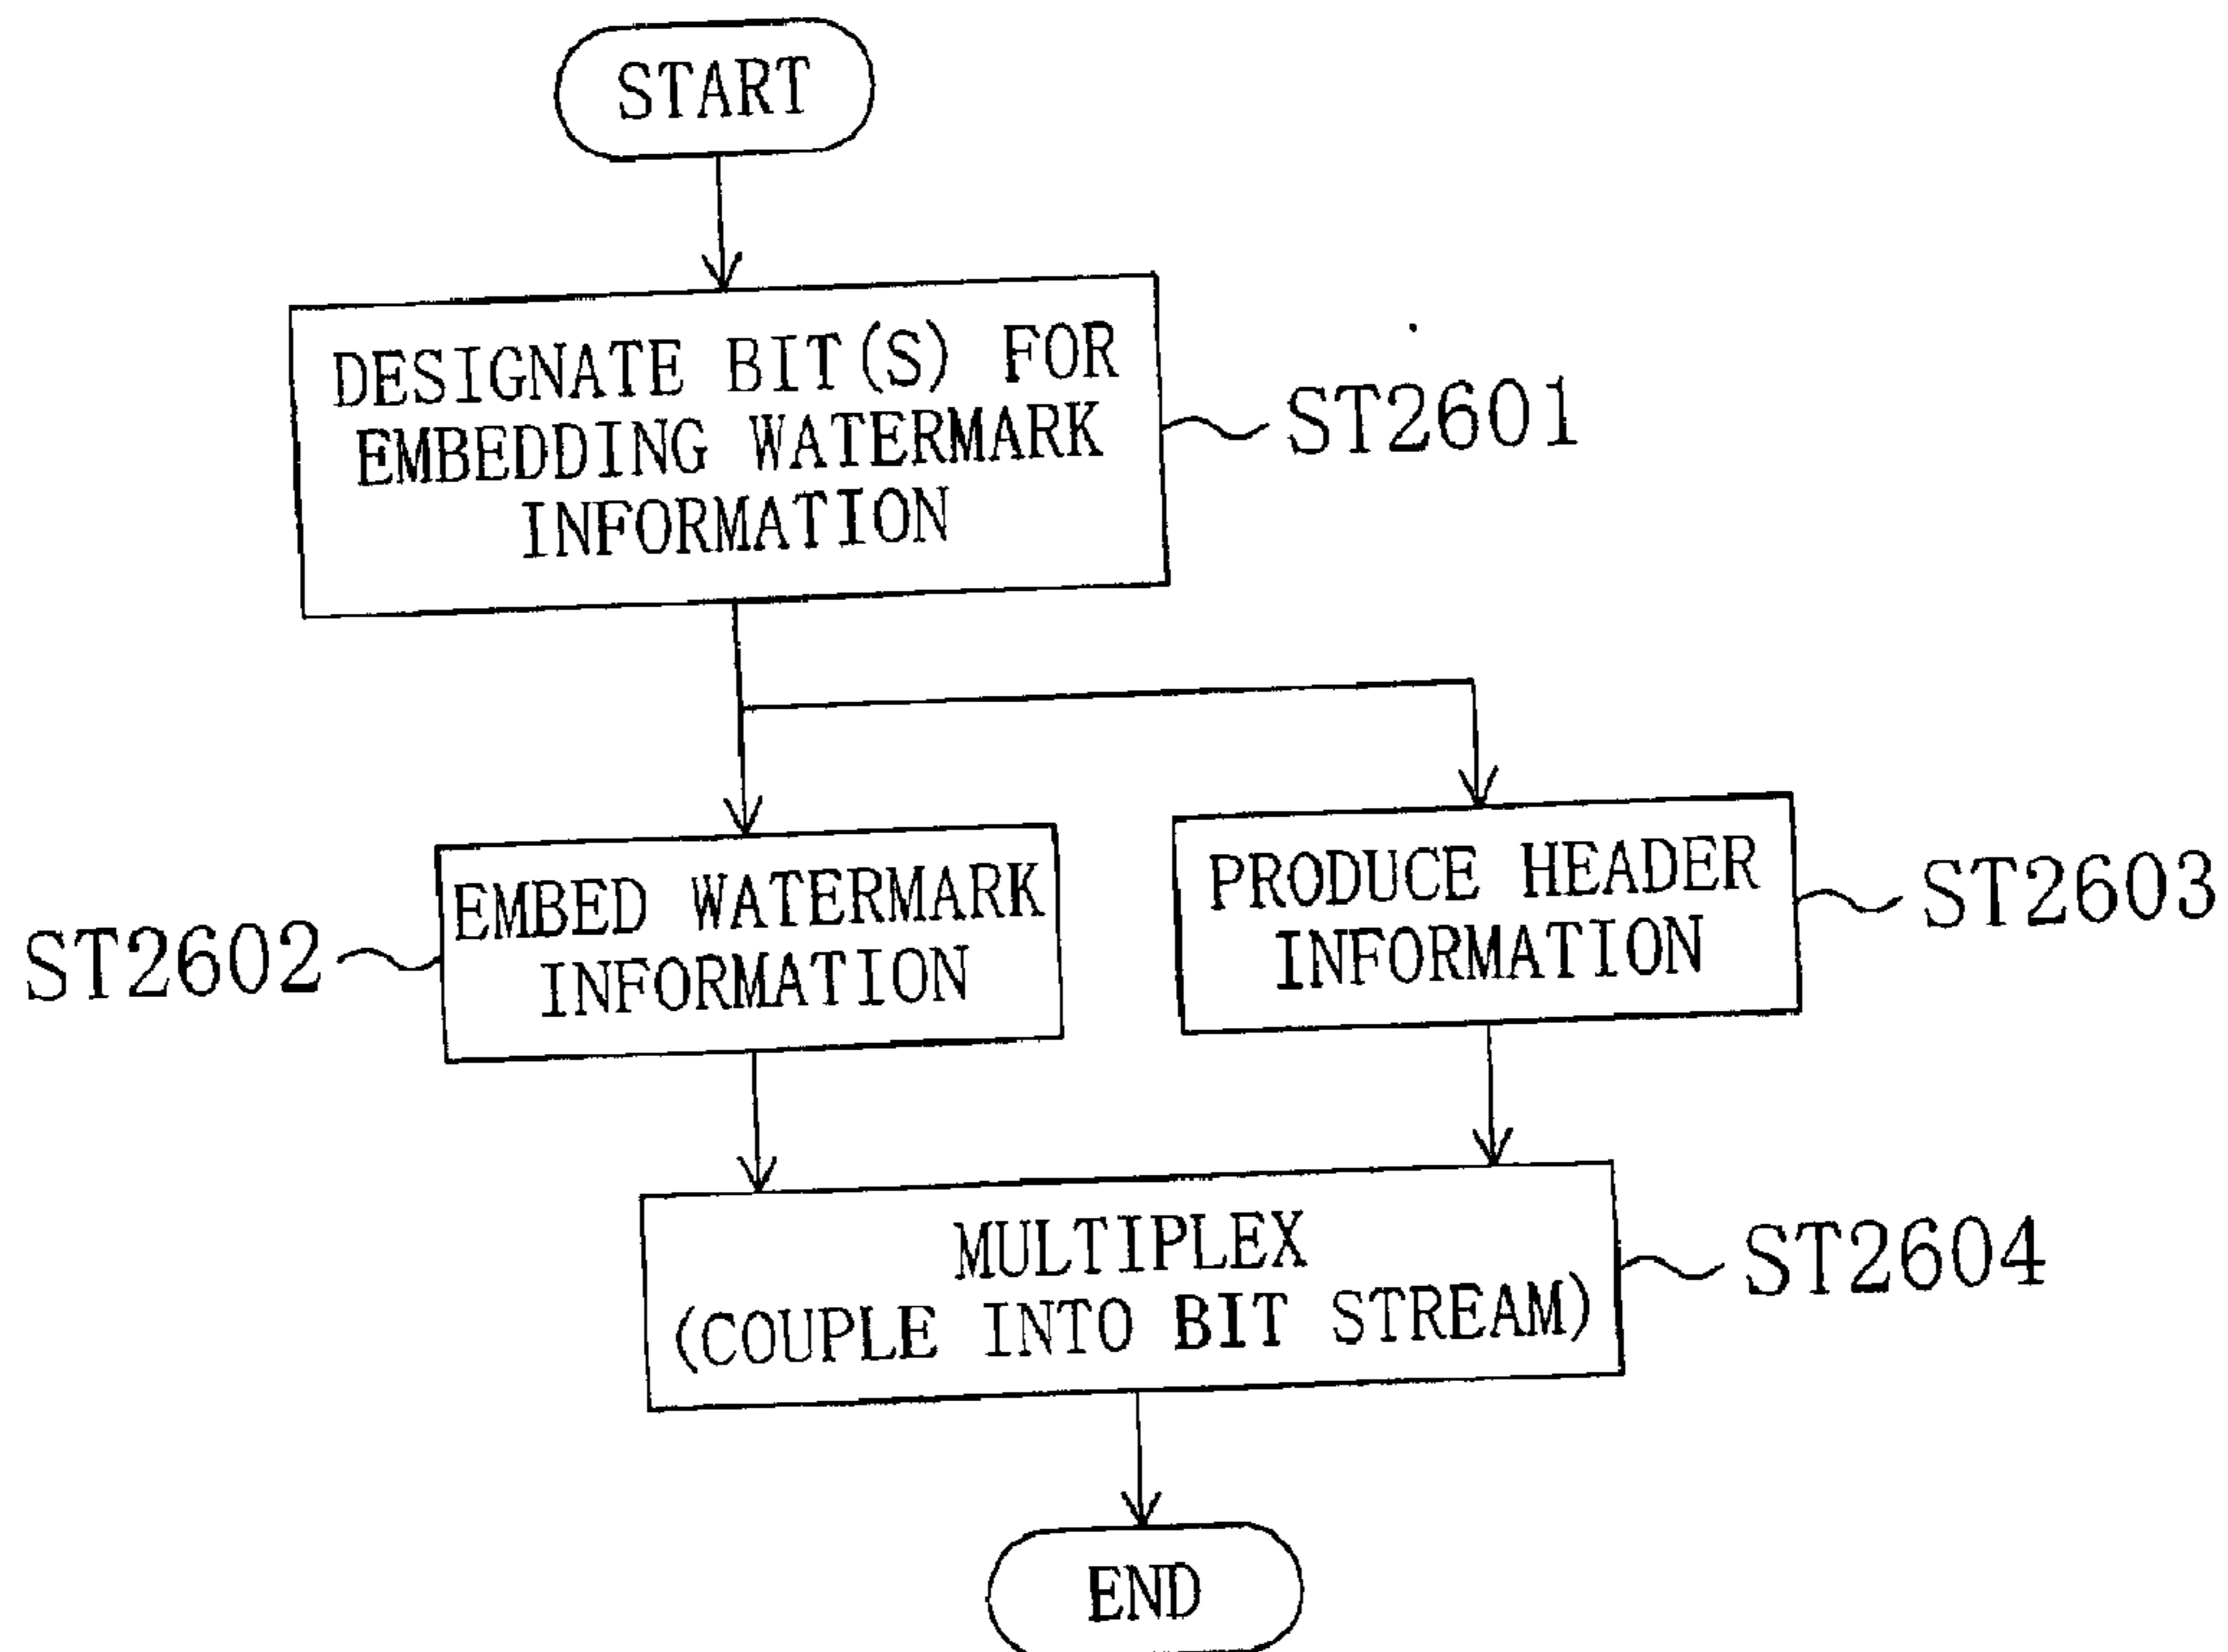 START
DESIGNATE BIT(S) FOR
EMBEDDING WATERMARK
INFORMATION
ST2601
ST2602
EMBED WATERMARK
INFORMATION
PRODUCE HEADER
INFORMATION
ST2603
MULTIPLEX
(COUPLE INTO BIT STREAM)
ST2604
END